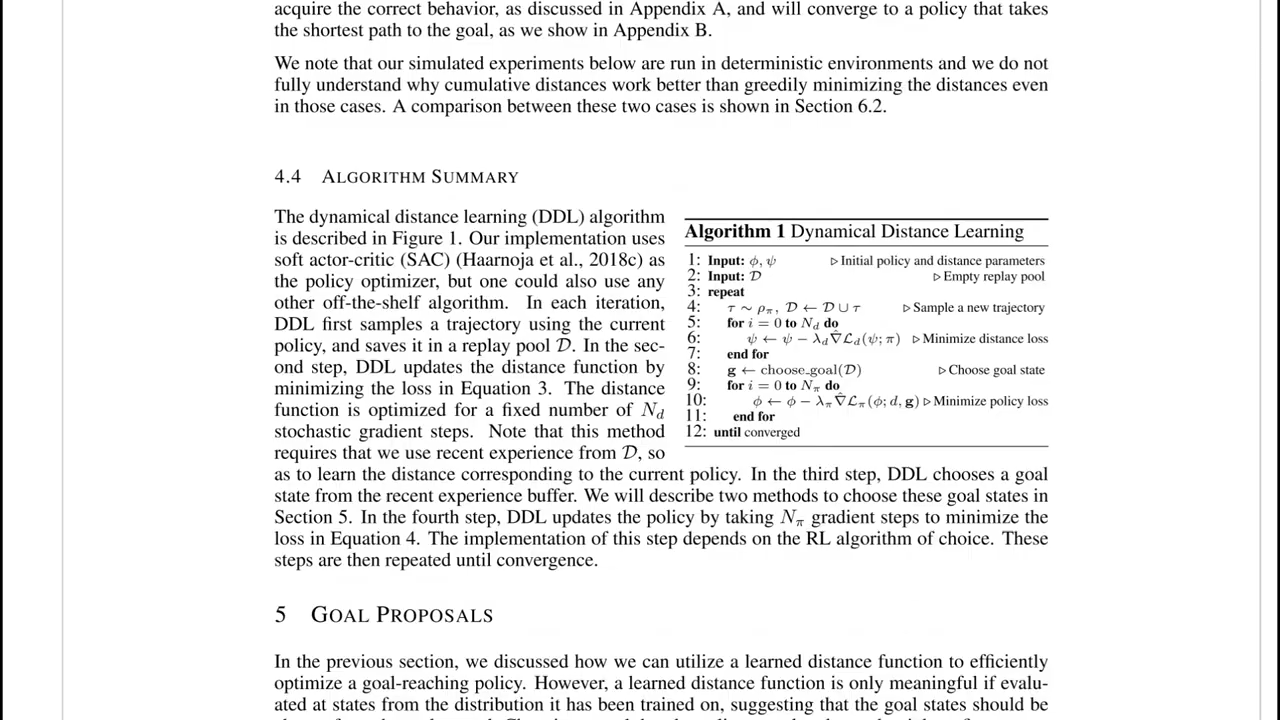 acquire the correct behavior, as discussed in Appendix A, and will converge to a policy that takes
the shortest path to the goal, as we show in Appendix B.
We note that our simulated experiments below are run in deterministic environments and we do not
fully understand why cumulative distances work better than greedily minimizing the distances even
in those cases. A comparison between these two cases is shown in Section 6.2.
4.4 ALGORITHM SUMMARY
The dynamical distance learning (DDL) algorithm
is described in Figure 1. Our implementation uses
soft actor-critic (SAC) (Haarnoja et al., 2018c) as
the policy optimizer, but one could also use any
other off-the-shelf algorithm. In each iteration,
DDL first samples a trajectory using the current
policy, and saves it in a replay pool 𝒟. In the sec-
ond step, DDL updates the distance function by
minimizing the loss in Equation 3. The distance
function is optimized for a fixed number of N_d
stochastic gradient steps. Note that this method
requires that we use recent experience from 𝒟, so
Algorithm 1 Dynamical Distance Learning
1: Input: ϕ, ψ ▷ Initial policy and distance parameters
2: Input: 𝒟 ▷ Empty replay pool
3: repeat
4: τ ∼ ρ_π, 𝒟 ← 𝒟 ∪ τ ▷ Sample a new trajectory
5: for i = 0 to N_d do
6: ψ ← ψ − λ_d ∇̂ℒ_d(ψ; π) ▷ Minimize distance loss
7: end for
8: g ← choose_goal(𝒟) ▷ Choose goal state
9: for i = 0 to N_π do
10: ϕ ← ϕ − λ_π ∇̂ℒ_π(ϕ; d, g) ▷ Minimize policy loss
11: end for
12: until converged
as to learn the distance corresponding to the current policy. In the third step, DDL chooses a goal
state from the recent experience buffer. We will describe two methods to choose these goal states in
Section 5. In the fourth step, DDL updates the policy by taking N_π gradient steps to minimize the
loss in Equation 4. The implementation of this step depends on the RL algorithm of choice. These
steps are then repeated until convergence.
5 GOAL PROPOSALS
In the previous section, we discussed how we can utilize a learned distance function to efficiently
optimize a goal-reaching policy. However, a learned distance function is only meaningful if evalu-
ated at states from the distribution it has been trained on, suggesting that the goal states should be